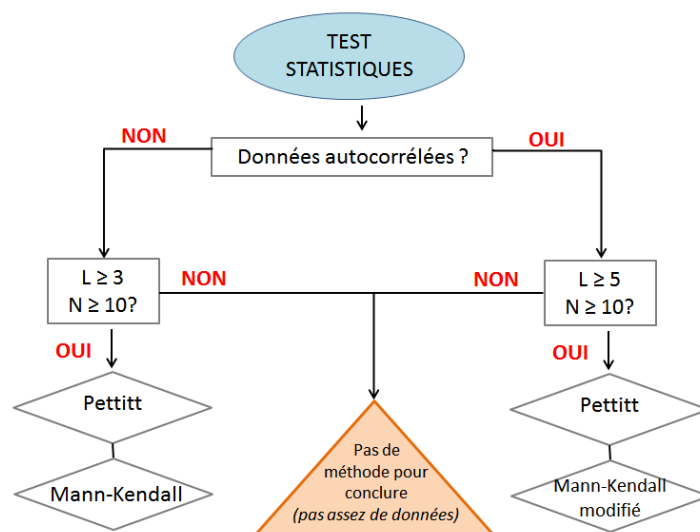 TEST
STATISTIQUES
NON
OUI
Données autocorrélées ?
L ≥ 3
N ≥ 10?
NON
NON
L ≥ 5
N ≥ 10?
OUI
OUI
Pettitt
Pettitt
Pas de
méthode pour
conclure
(pas assez de données)
Mann-Kendall
Mann-Kendall
modifié